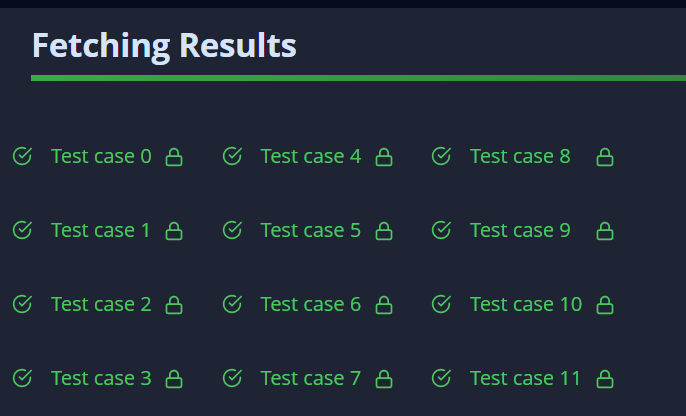 Fetching Results
Test case 0
Test case 4
Test case 8
Test case 1
Test case 5
Test case 9
Test case 2
Test case 6
Test case 10
Test case 3
Test case 7
Test case 11